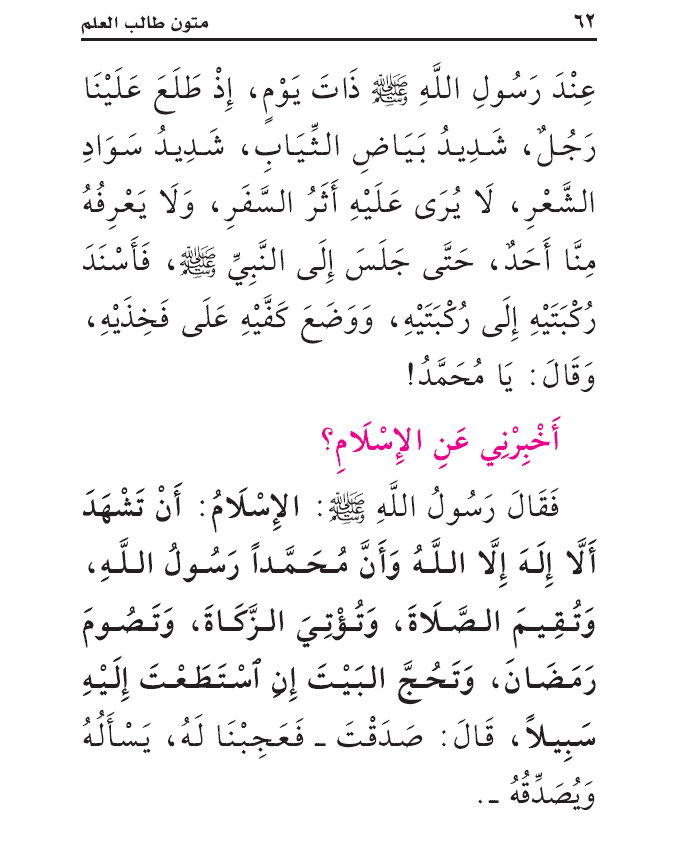 ٦٢ متون طالب العلم
عِنْدَ رَسُولِ اللَّهِ ﷺ ذَاتَ يَوْمٍ، إِذْ طَلَعَ عَلَيْنَا
رَجُلٌ، شَدِيدُ بَيَاضِ الثِّيَابِ، شَدِيدُ سَوَادِ
الشَّعْرِ، لَا يُرَى عَلَيْهِ أَثَرُ السَّفَرِ، وَلَا يَعْرِفُهُ
مِنَّا أَحَدٌ، حَتَّى جَلَسَ إِلَى النَّبِيِّ ﷺ، فَأَسْنَدَ
رُكْبَتَيْهِ إِلَى رُكْبَتَيْهِ، وَوَضَعَ كَفَّيْهِ عَلَى فَخِذَيْهِ،
وَقَالَ: يَا مُحَمَّدُ!
أَخْبِرْنِي عَنِ الإِسْلَامِ؟
فَقَالَ رَسُولُ اللَّهِ ﷺ: الإِسْلَامُ: أَنْ تَشْهَدَ
أَلَّا إِلَهَ إِلَّا اللَّهُ وَأَنَّ مُحَمَّداً رَسُولُ اللَّهِ،
وَتُقِيمَ الصَّلَاةَ، وَتُؤْتِيَ الزَّكَاةَ، وَتَصُومَ
رَمَضَانَ، وَتَحُجَّ البَيْتَ إِنِ ٱسْتَطَعْتَ إِلَيْهِ
سَبِيلاً، قَالَ: صَدَقْتَ ـ فَعَجِبْنَا لَهُ، يَسْأَلُهُ
وَيُصَدِّقُهُ ـ.